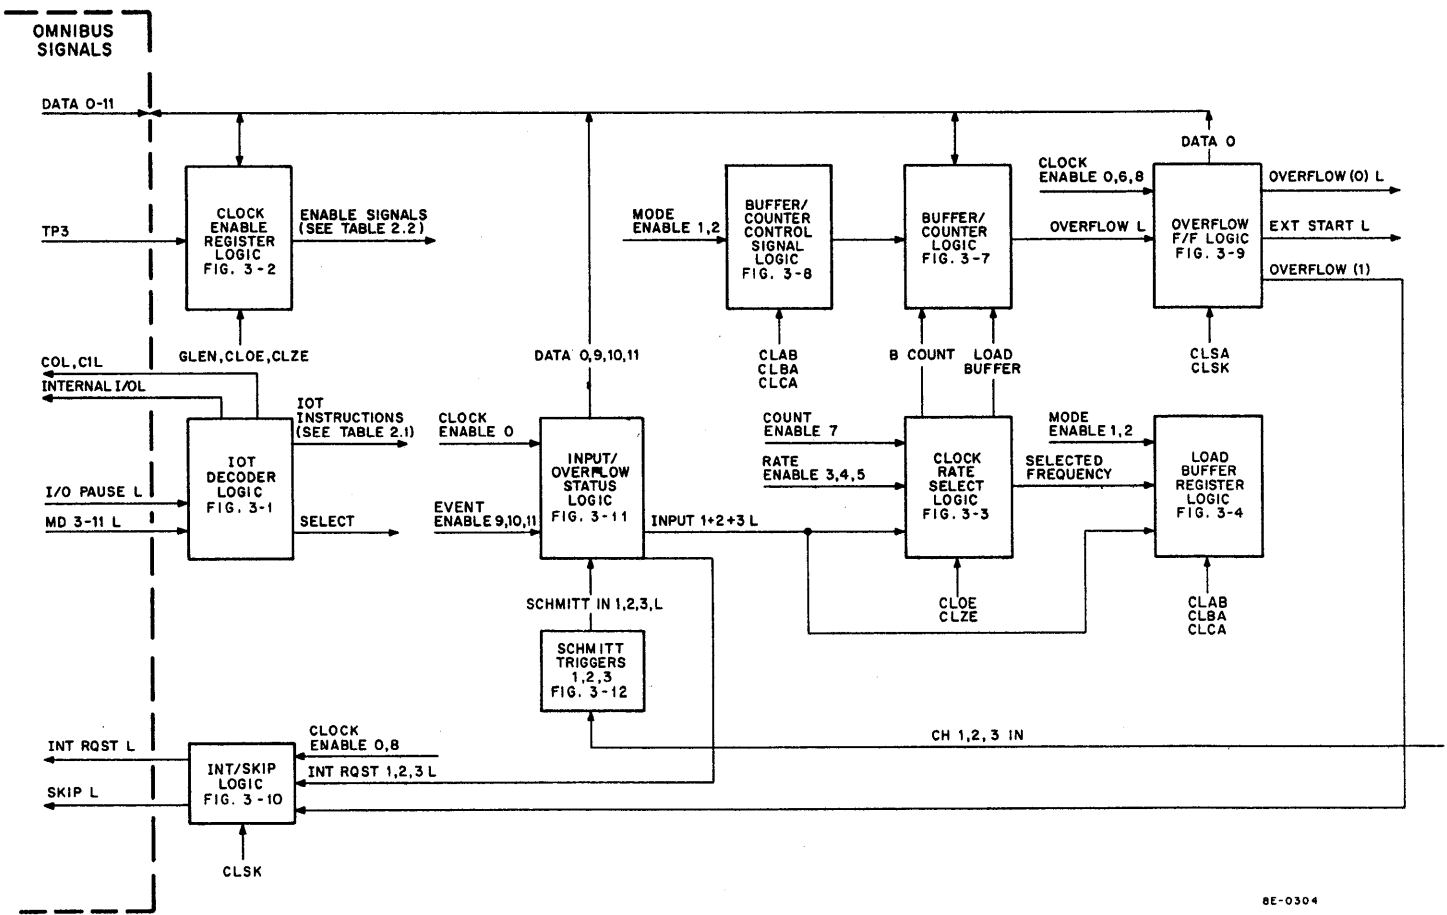 OMNIBUS
SIGNALS
DATA 0-11
DATA 0
CLOCK
ENABLE 0,6,8
OVERFLOW (0) L
CLOCK
ENABLE
REGISTER
LOGIC
FIG. 3-2
ENABLE SIGNALS
(SEE TABLE 2.2)
TP3
MODE
ENABLE 1,2
BUFFER/
COUNTER
CONTROL
SIGNAL
LOGIC
FIG. 3-8
BUFFER/
COUNTER
LOGIC
FIG. 3-7
OVERFLOW L
OVERFLOW
F/F LOGIC
FIG. 3-9
EXT START L
OVERFLOW (1)
GLEN,CLOE,CLZE
DATA 0,9,10,11
CLAB
CLBA
CLCA
B COUNT
LOAD
BUFFER
CLSA
CLSK
COL,C1L
INTERNAL I/OL
IOT
INSTRUCTIONS
(SEE TABLE 2.1)
IOT
DECODER
LOGIC
FIG. 3-1
I/O PAUSE L
MD 3-11 L
SELECT
CLOCK
ENABLE 0
EVENT
ENABLE 9,10,11
INPUT/
OVERFLOW
STATUS
LOGIC
FIG. 3-11
INPUT 1+2+3 L
COUNT
ENABLE 7
RATE
ENABLE 3,4,5
CLOCK
RATE
SELECT
LOGIC
FIG. 3-3
SELECTED
FREQUENCY
MODE
ENABLE 1,2
LOAD
BUFFER
REGISTER
LOGIC
FIG. 3-4
SCHMITT IN 1,2,3,L
CLOE
CLZE
CLAB
CLBA
CLCA
SCHMITT
TRIGGERS
1,2,3
FIG. 3-12
CH 1,2,3 IN
INT RQST L
SKIP L
INT/SKIP
LOGIC
FIG. 3-10
CLOCK
ENABLE 0,8
INT RQST 1,2,3 L
CLSK
8E-0304